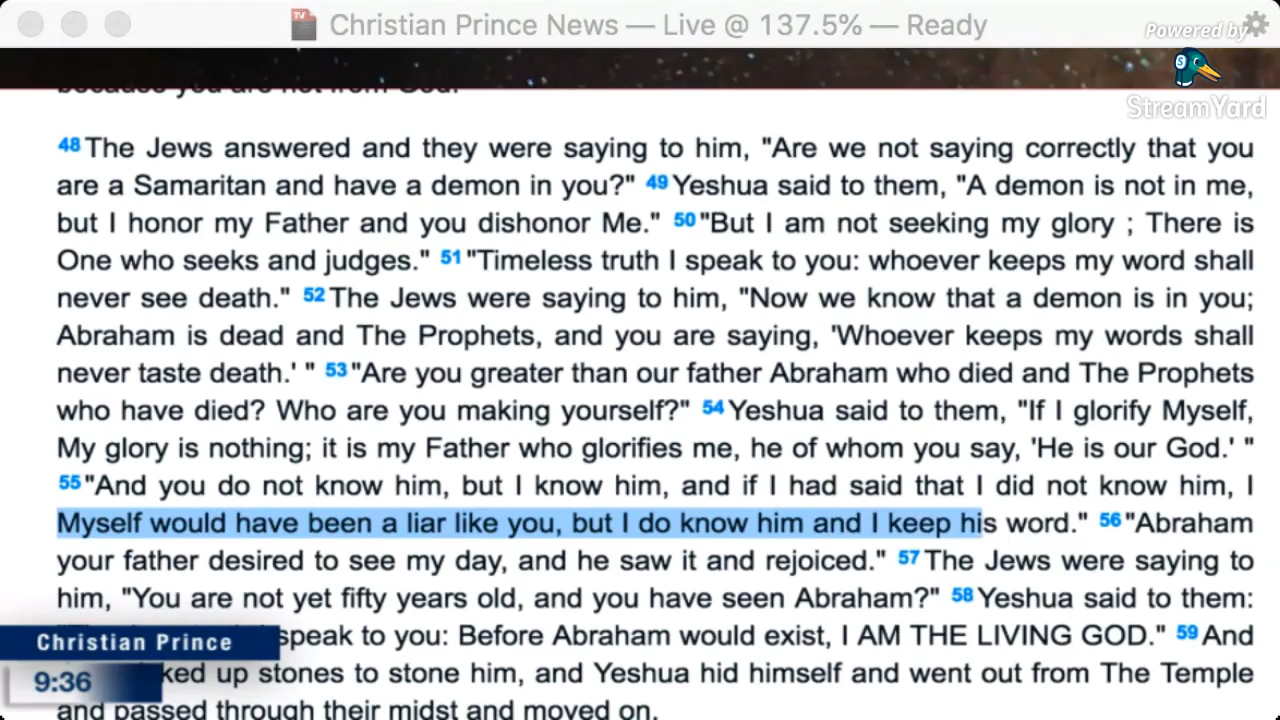 TV Christian Prince News — Live @ 137.5% — Ready
Powered by
S
StreamYard
because you are not from God.
48 The Jews answered and they were saying to him, "Are we not saying correctly that you
are a Samaritan and have a demon in you?" 49 Yeshua said to them, "A demon is not in me,
but I honor my Father and you dishonor Me." 50 "But I am not seeking my glory ; There is
One who seeks and judges." 51 "Timeless truth I speak to you: whoever keeps my word shall
never see death." 52 The Jews were saying to him, "Now we know that a demon is in you;
Abraham is dead and The Prophets, and you are saying, 'Whoever keeps my words shall
never taste death.' " 53 "Are you greater than our father Abraham who died and The Prophets
who have died? Who are you making yourself?" 54 Yeshua said to them, "If I glorify Myself,
My glory is nothing; it is my Father who glorifies me, he of whom you say, 'He is our God.' "
55 "And you do not know him, but I know him, and if I had said that I did not know him, I
Myself would have been a liar like you, but I do know him and I keep his word." 56 "Abraham
your father desired to see my day, and he saw it and rejoiced." 57 The Jews were saying to
him, "You are not yet fifty years old, and you have seen Abraham?" 58 Yeshua said to them:
speak to you: Before Abraham would exist, I AM THE LIVING GOD." 59 And
ked up stones to stone him, and Yeshua hid himself and went out from The Temple
and passed through their midst and moved on.
Christian Prince
9:36